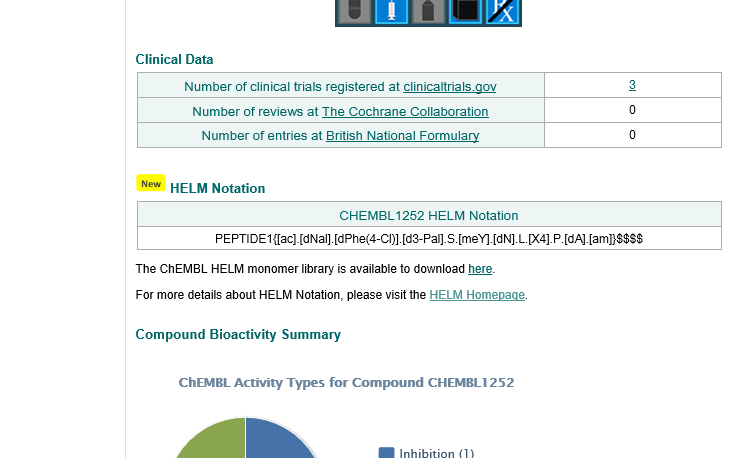 Clinical Data
Number of clinical trials registered at clinicaltrials.gov 3
Number of reviews at The Cochrane Collaboration 0
Number of entries at British National Formulary 0
New HELM Notation
CHEMBL1252 HELM Notation
PEPTIDE1{[ac].[dNal].[dPhe(4-Cl)].[d3-Pal].S.[meY].[dN].L.[X4].P.[dA].[am]}$$$$
The ChEMBL HELM monomer library is available to download here.
For more details about HELM Notation, please visit the HELM Homepage.
Compound Bioactivity Summary
ChEMBL Activity Types for Compound CHEMBL1252
Inhibition (1)